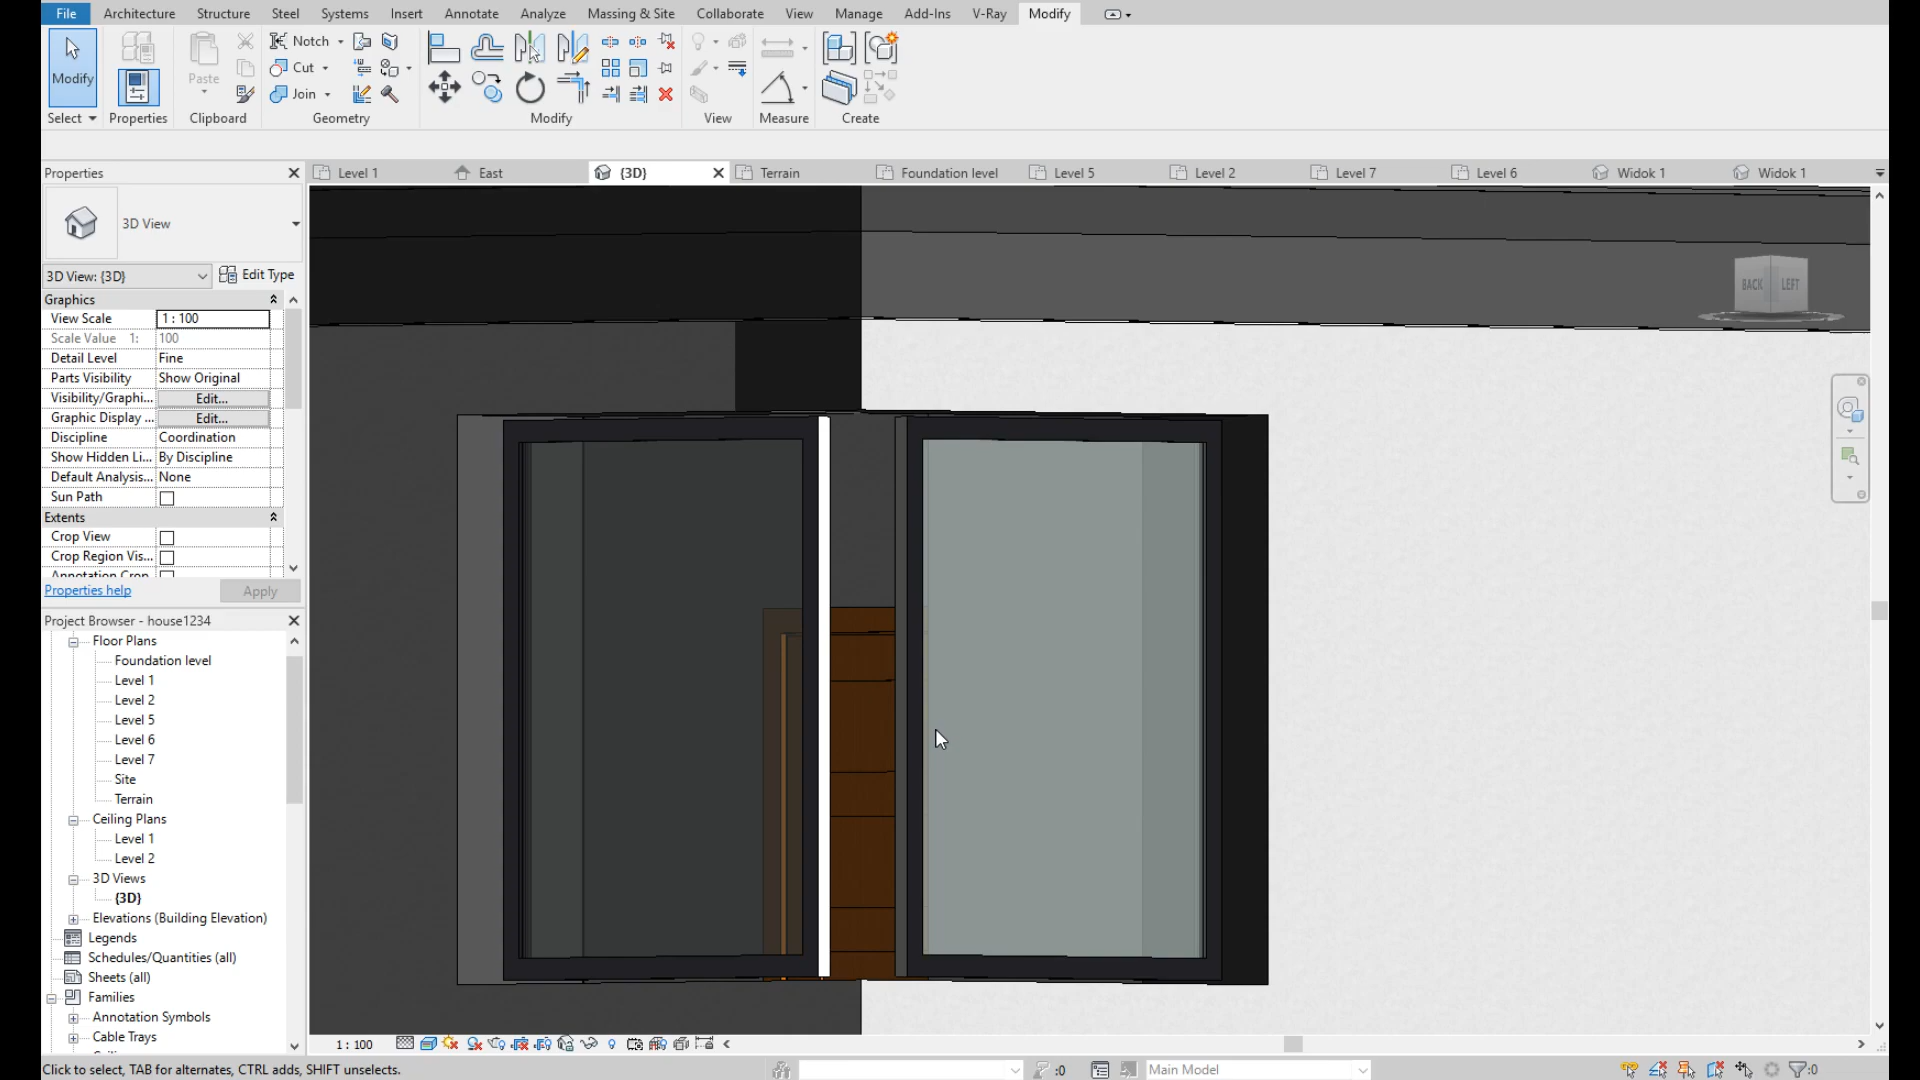 File Architecture Structure Steel Systems Insert Annotate Analyze Massing & Site Collaborate View Manage Add-Ins V-Ray Modify
Notch
Cut
Join
Modify
Paste
Select Properties Clipboard Geometry Modify View Measure Create
Properties
Level 1 East {3D} Terrain Foundation level Level 5 Level 2 Level 7 Level 6 Widok 1 Widok 1
3D View
3D View: {3D} Edit Type
Graphics
View Scale 1 : 100
Scale Value 1: 100
Detail Level Fine
Parts Visibility Show Original
Visibility/Graphi... Edit...
Graphic Display ... Edit...
Discipline Coordination
Show Hidden Li... By Discipline
Default Analysis... None
Sun Path
Extents
Crop View
Crop Region Vis...
Annotation Crop
Properties help Apply
BACK LEFT
Project Browser - house1234
Floor Plans
Foundation level
Level 1
Level 2
Level 5
Level 6
Level 7
Site
Terrain
Ceiling Plans
Level 1
Level 2
3D Views
{3D}
Elevations (Building Elevation)
Legends
Schedules/Quantities (all)
Sheets (all)
Families
Annotation Symbols
Cable Trays
1 : 100
Click to select, TAB for alternates, CTRL adds, SHIFT unselects. :0 Main Model :0